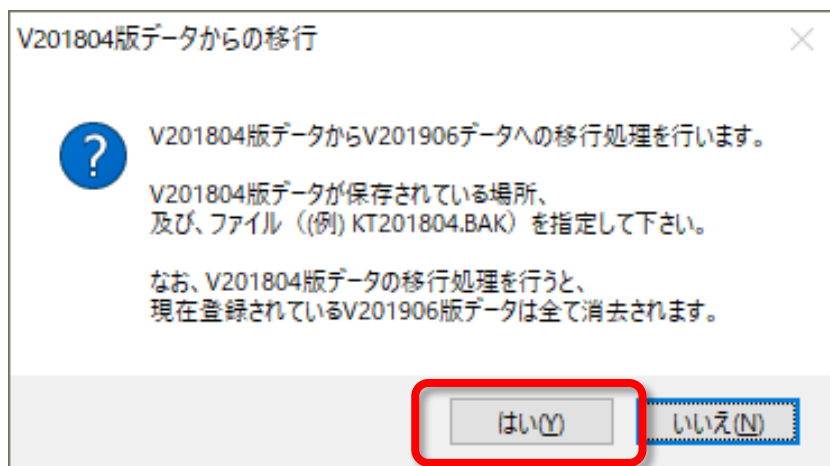 V201804版データからの移行
?
V201804版データからV201906データへの移行処理を行います。
V201804版データが保存されている場所、
及び、ファイル（(例) KT201804.BAK）を指定して下さい。
なお、V201804版データの移行処理を行うと、
現在登録されているV201906版データは全て消去されます。
はい(Y) いいえ(N)